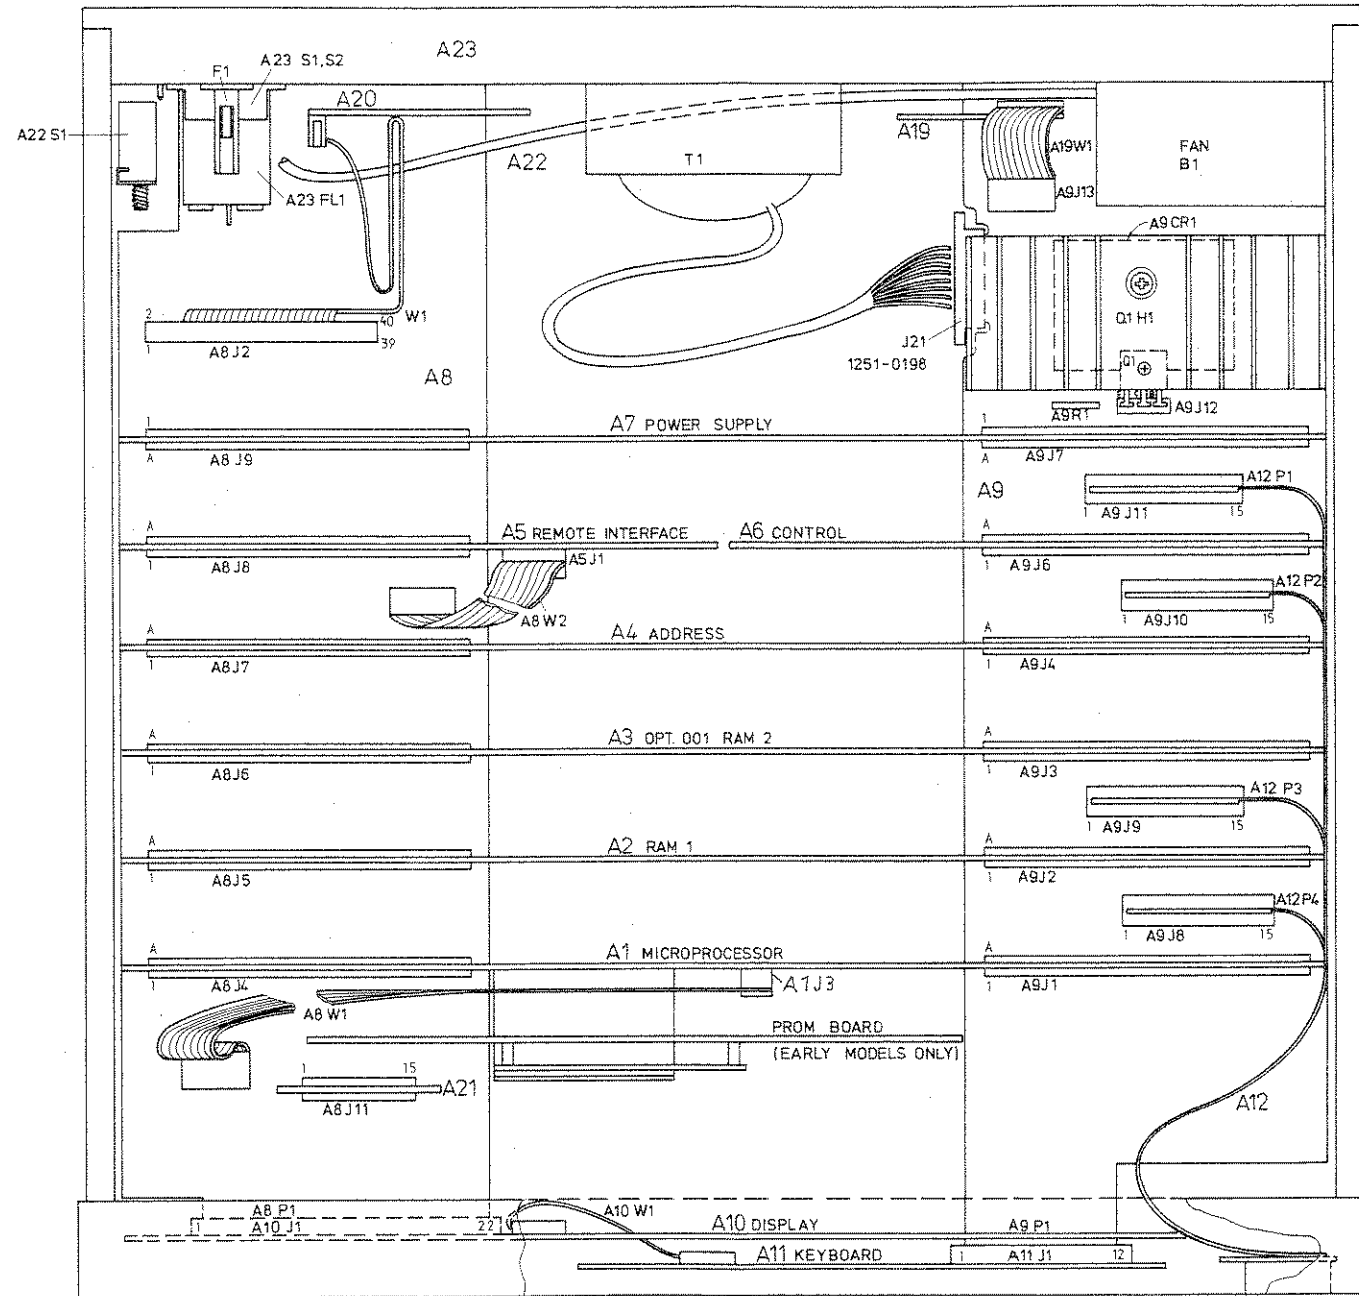 A23
F1
A23 S1,S2
A20
A22 S1
A22
A19
A19W1
FAN
B1
T1
A9J13
A23 FL1
A9 CR1
2
40
W1
1
39
A8 J2
Q1 H1
J21
1251-0198
Q1
A8
A9R1
A9J12
1
A7 POWER SUPPLY
1
A
A8 J9
A
A9 J7
A9
A12 P1
1
A9 J11
15
A
A5 REMOTE INTERFACE
A6 CONTROL
A
1
A8 J8
A5 J1
1
A9 J6
A12 P2
A8 W2
1
A9J10
15
A
A4 ADDRESS
A
1
A8 J7
1
A9J4
A
A3 OPT. 001 RAM 2
A
1
A8J6
1
A9J3
A12 P3
1
A9J9
15
A
A2 RAM 1
A
1
A8J5
1
A9J2
A12P4
1
A9 J8
15
A
A1 MICROPROCESSOR
A
1
A8 J4
A1 J3
1
A9J1
A8 W1
PROM BOARD
(EARLY MODELS ONLY)
1
15
A21
A8 J11
A12
A8 P1
A10 W1
1
A10 J1
22
A10 DISPLAY
A9 P1
A11 KEYBOARD
1
A11 J1
12